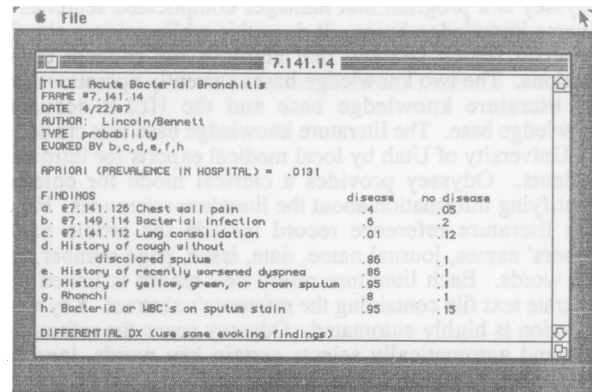 File
7.141.14
TITLE Acute Bacterial Bronchitis
FRAME #7.141.14
DATE 4/22/87
AUTHOR: Lincoln/Bennett
TYPE: probability
EVOKED BY b,c,d,e,f,h
APRIORI (PREVALENCE IN HOSPITAL) = .0131
FINDINGS disease no disease
a. @7.141.122 Chest wall pain .4 .05
b. @7.149.114 Bacterial infection .6 .2
c. @7.141.112 Lung consolidation .01 .12
d. History of cough without
discolored sputum .86 .1
e. History of recently worsened dyspnea .86 .1
f. History of yellow, green, or brown sputum .95 .1
g. Rhonchi .8 .1
h. Bacteria or WBC's on sputum stain .95 .15
DIFFERENTIAL DX (use same evoking findings)